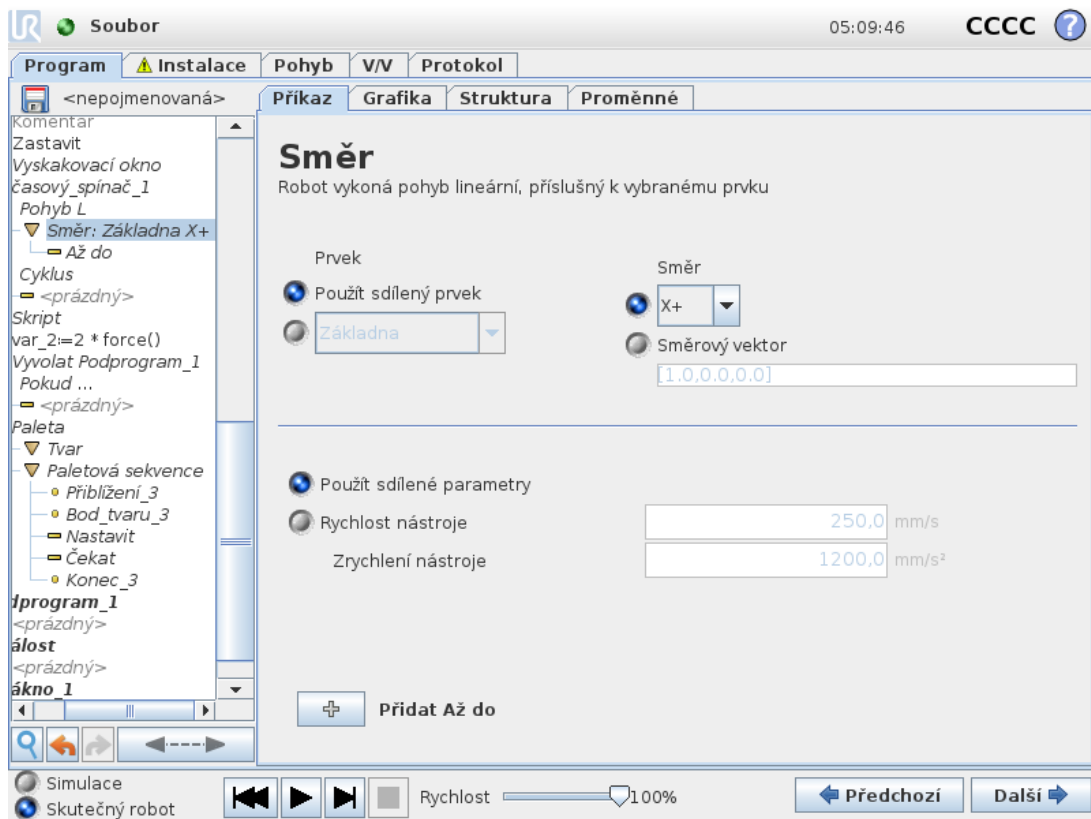 UR Soubor 05:09:46 CCCC ?
Program Instalace Pohyb V/V Protokol
<nepojmenovaná> Příkaz Grafika Struktura Proměnné
Komentář
Zastavit
Vyskakovací okno
časový_spínač_1
Pohyb L
Směr: Základna X+
Až do
Cyklus
<prázdný>
Skript
var_2:=2 * force()
Vyvolat Podprogram_1
Pokud ...
<prázdný>
Paleta
Tvar
Paletová sekvence
Přiblížení_3
Bod_tvaru_3
Nastavit
Čekat
Konec_3
dprogram_1
<prázdný>
álost
<prázdný>
ákno_1
Směr
Robot vykoná pohyb lineární, příslušný k vybranému prvku
Prvek
Použít sdílený prvek
Základna
Směr
X+
Směrový vektor
[1.0,0.0,0.0]
Použít sdílené parametry
Rychlost nástroje 250,0 mm/s
Zrychlení nástroje 1200,0 mm/s²
Přidat Až do
Simulace
Skutečný robot
Rychlost 100%
Předchozí Další